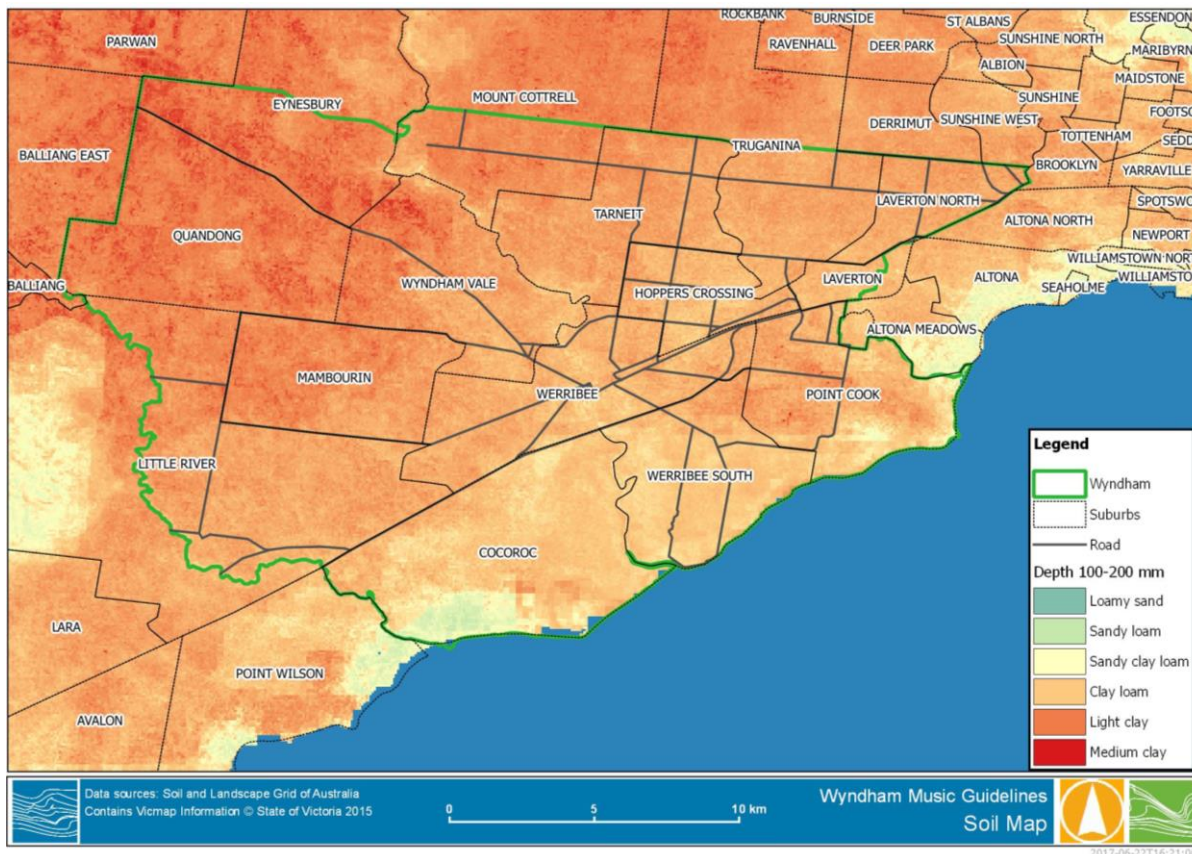 ROCKBANK
BURNSIDE
ST ALBANS
ESSENDON
PARWAN
RAVENHALL
DEER PARK
SUNSHINE NORTH
MARIBYRN
ALBION
MAIDSTONE
EYNESBURY
MOUNT COTTRELL
SUNSHINE
FOOTSC
DERRIMUT
SUNSHINE WEST
TOTTENHAM
SEDD
BALLIANG EAST
TRUGANINA
BROOKLYN
YARRAVILLE
TARNEIT
LAVERTON NORTH
SPOTSWO
ALTONA NORTH
QUANDONG
NEWPORT
WILLIAMSTOWN NORT
BALLIANG
WYNDHAM VALE
HOPPERS CROSSING
LAVERTON
ALTONA
WILLIAMSTO
SEAHOLME
ALTONA MEADOWS
MAMBOURIN
WERRIBEE
POINT COOK
LITTLE RIVER
WERRIBEE SOUTH
COCOROC
LARA
POINT WILSON
AVALON
Legend
Wyndham
Suburbs
Road
Depth 100-200 mm
Loamy sand
Sandy loam
Sandy clay loam
Clay loam
Light clay
Medium clay
Data sources: Soil and Landscape Grid of Australia
Contains Vicmap Information © State of Victoria 2015
0 5 10 km
Wyndham Music Guidelines
Soil Map